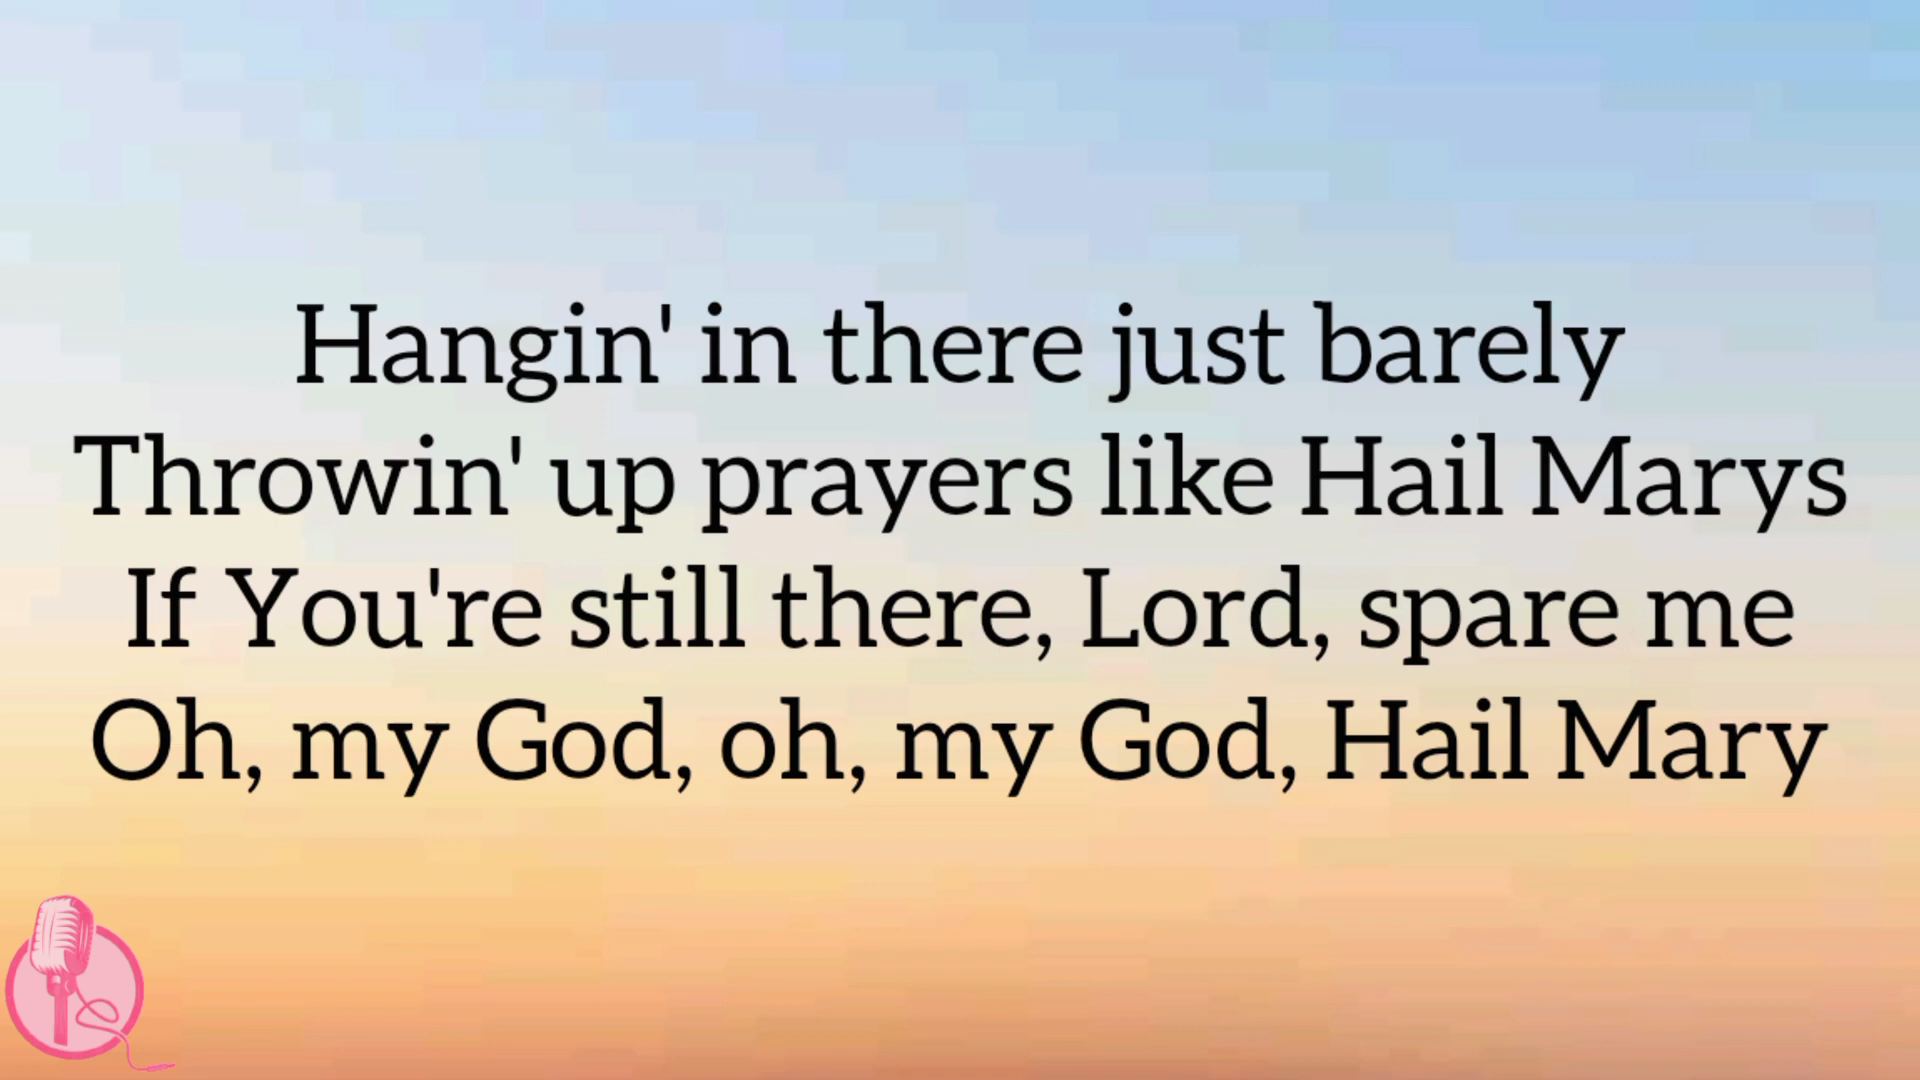 Hangin' in there just barely
Throwin' up prayers like Hail Marys
If You're still there, Lord, spare me
Oh, my God, oh, my God, Hail Mary